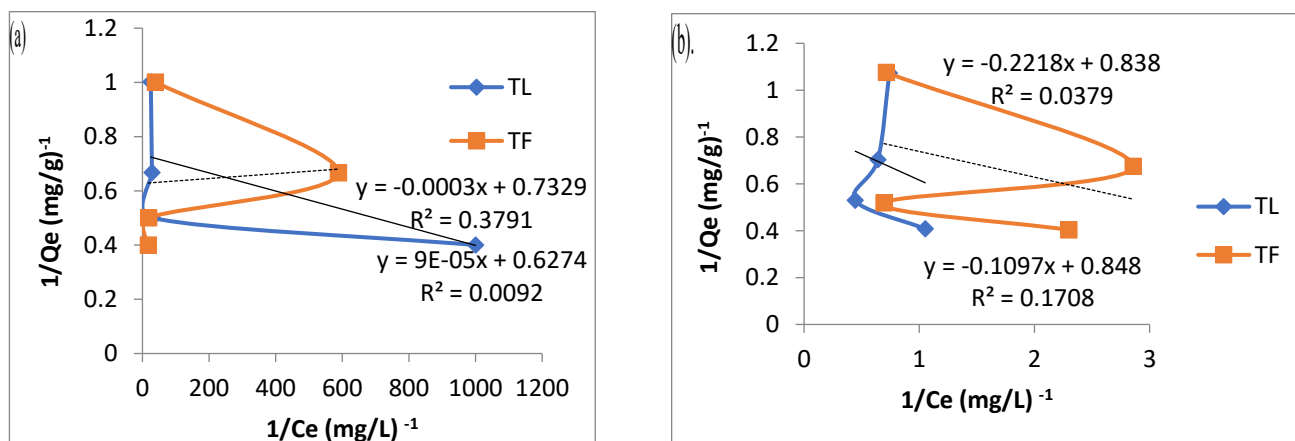 (a)
1.2
1
0.8
0.6
0.4
0.2
0
0 200 400 600 800 1000 1200
1/Qe (mg/g)⁻¹
1/Ce (mg/L) ⁻¹
TL
TF
y = -0.0003x + 0.7329
R² = 0.3791
y = 9E-05x + 0.6274
R² = 0.0092
(b).
1.2
1
0.8
0.6
0.4
0.2
0
0 1 2 3
1/Qe (mg/g)⁻¹
1/Ce (mg/L) ⁻¹
y = -0.2218x + 0.838
R² = 0.0379
y = -0.1097x + 0.848
R² = 0.1708
TL
TF